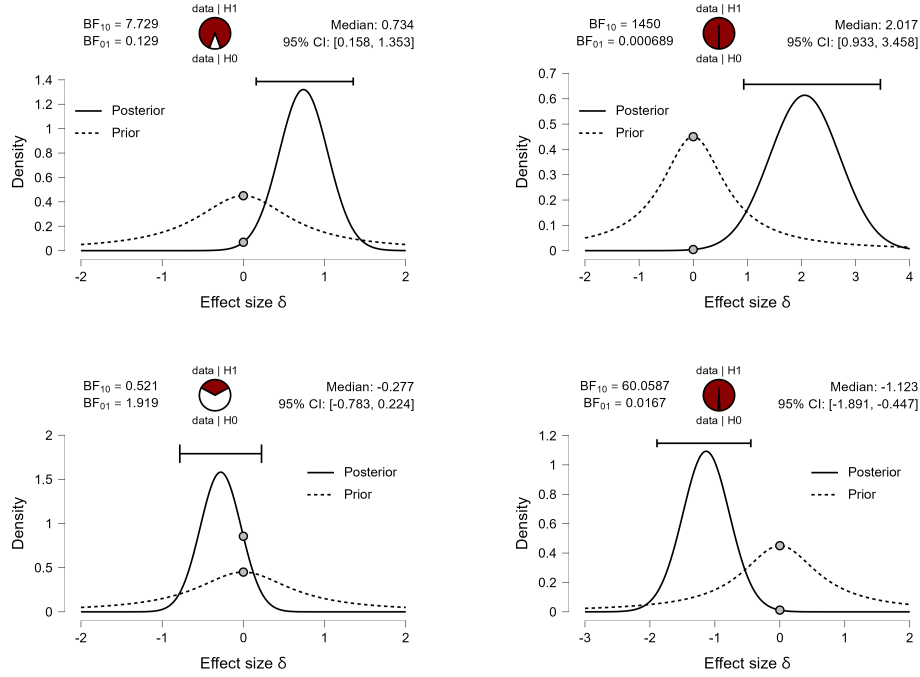 data | H1
BF10 = 7.729
BF01 = 0.129
Median: 0.734
95% CI: [0.158, 1.353]
data | H0
1.4
1.2
1
0.8
0.6
0.4
0.2
0
Density
Posterior
Prior
-2 -1 0 1 2
Effect size δ
data | H1
BF10 = 1450
BF01 = 0.000689
Median: 2.017
95% CI: [0.933, 3.458]
data | H0
0.7
0.6
0.5
0.4
0.3
0.2
0.1
0
Density
Posterior
Prior
-2 -1 0 1 2 3 4
Effect size δ
data | H1
BF10 = 0.521
BF01 = 1.919
Median: -0.277
95% CI: [-0.783, 0.224]
data | H0
2
1.5
1
0.5
0
Density
Posterior
Prior
-2 -1 0 1 2
Effect size δ
data | H1
BF10 = 60.0587
BF01 = 0.0167
Median: -1.123
95% CI: [-1.891, -0.447]
data | H0
1.2
1
0.8
0.6
0.4
0.2
0
Density
Posterior
Prior
-3 -2 -1 0 1 2
Effect size δ